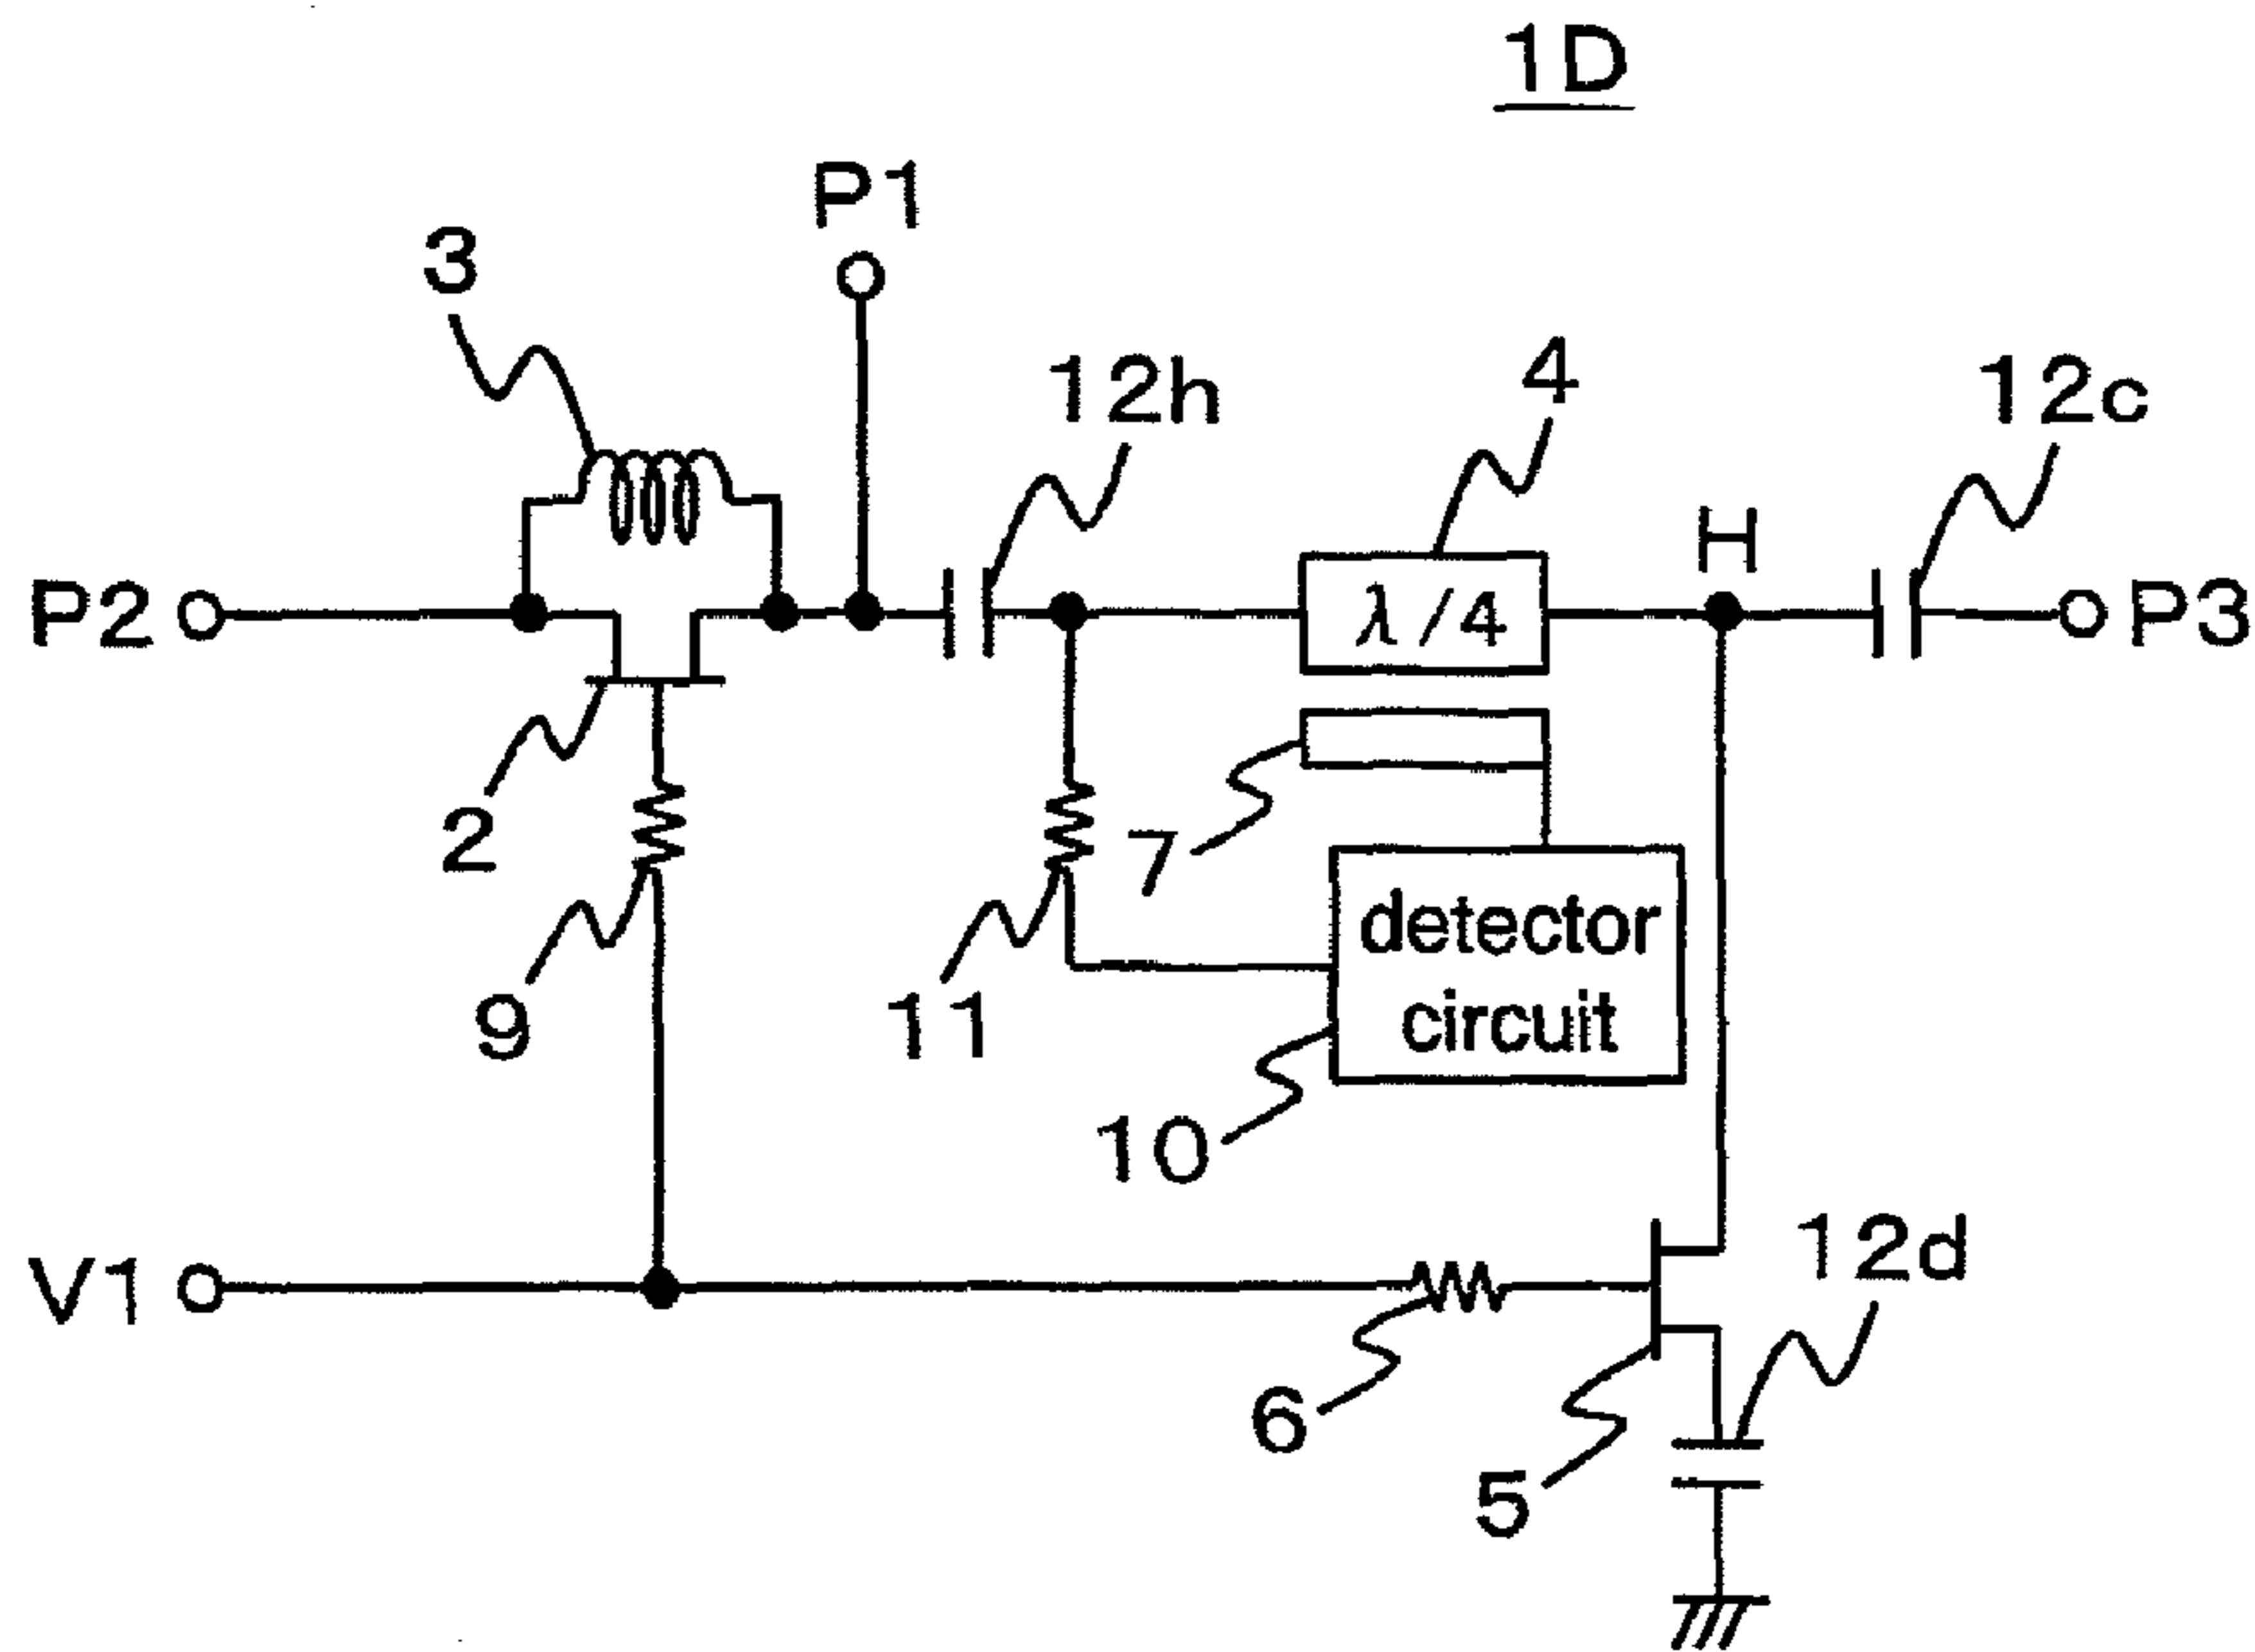 1D
P1
3
12h
4
12c
H
P2
λ/4
P3
2
7
detector
circuit
9
11
10
12d
V1
6
5